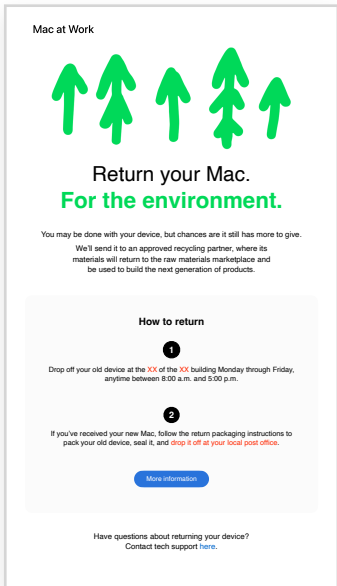 Mac at Work
Return your Mac.
For the environment.
You may be done with your device, but chances are it still has more to give.
We'll send it to an approved recycling partner, where its
materials will return to the raw materials marketplace and
be used to build the next generation of products.
How to return
1
Drop off your old device at the XX of the XX building Monday through Friday,
anytime between 8:00 a.m. and 5:00 p.m.
2
If you've received your new Mac, follow the return packaging instructions to
pack your old device, seal it, and drop it off at your local post office.
More information
Have questions about returning your device?
Contact tech support here.